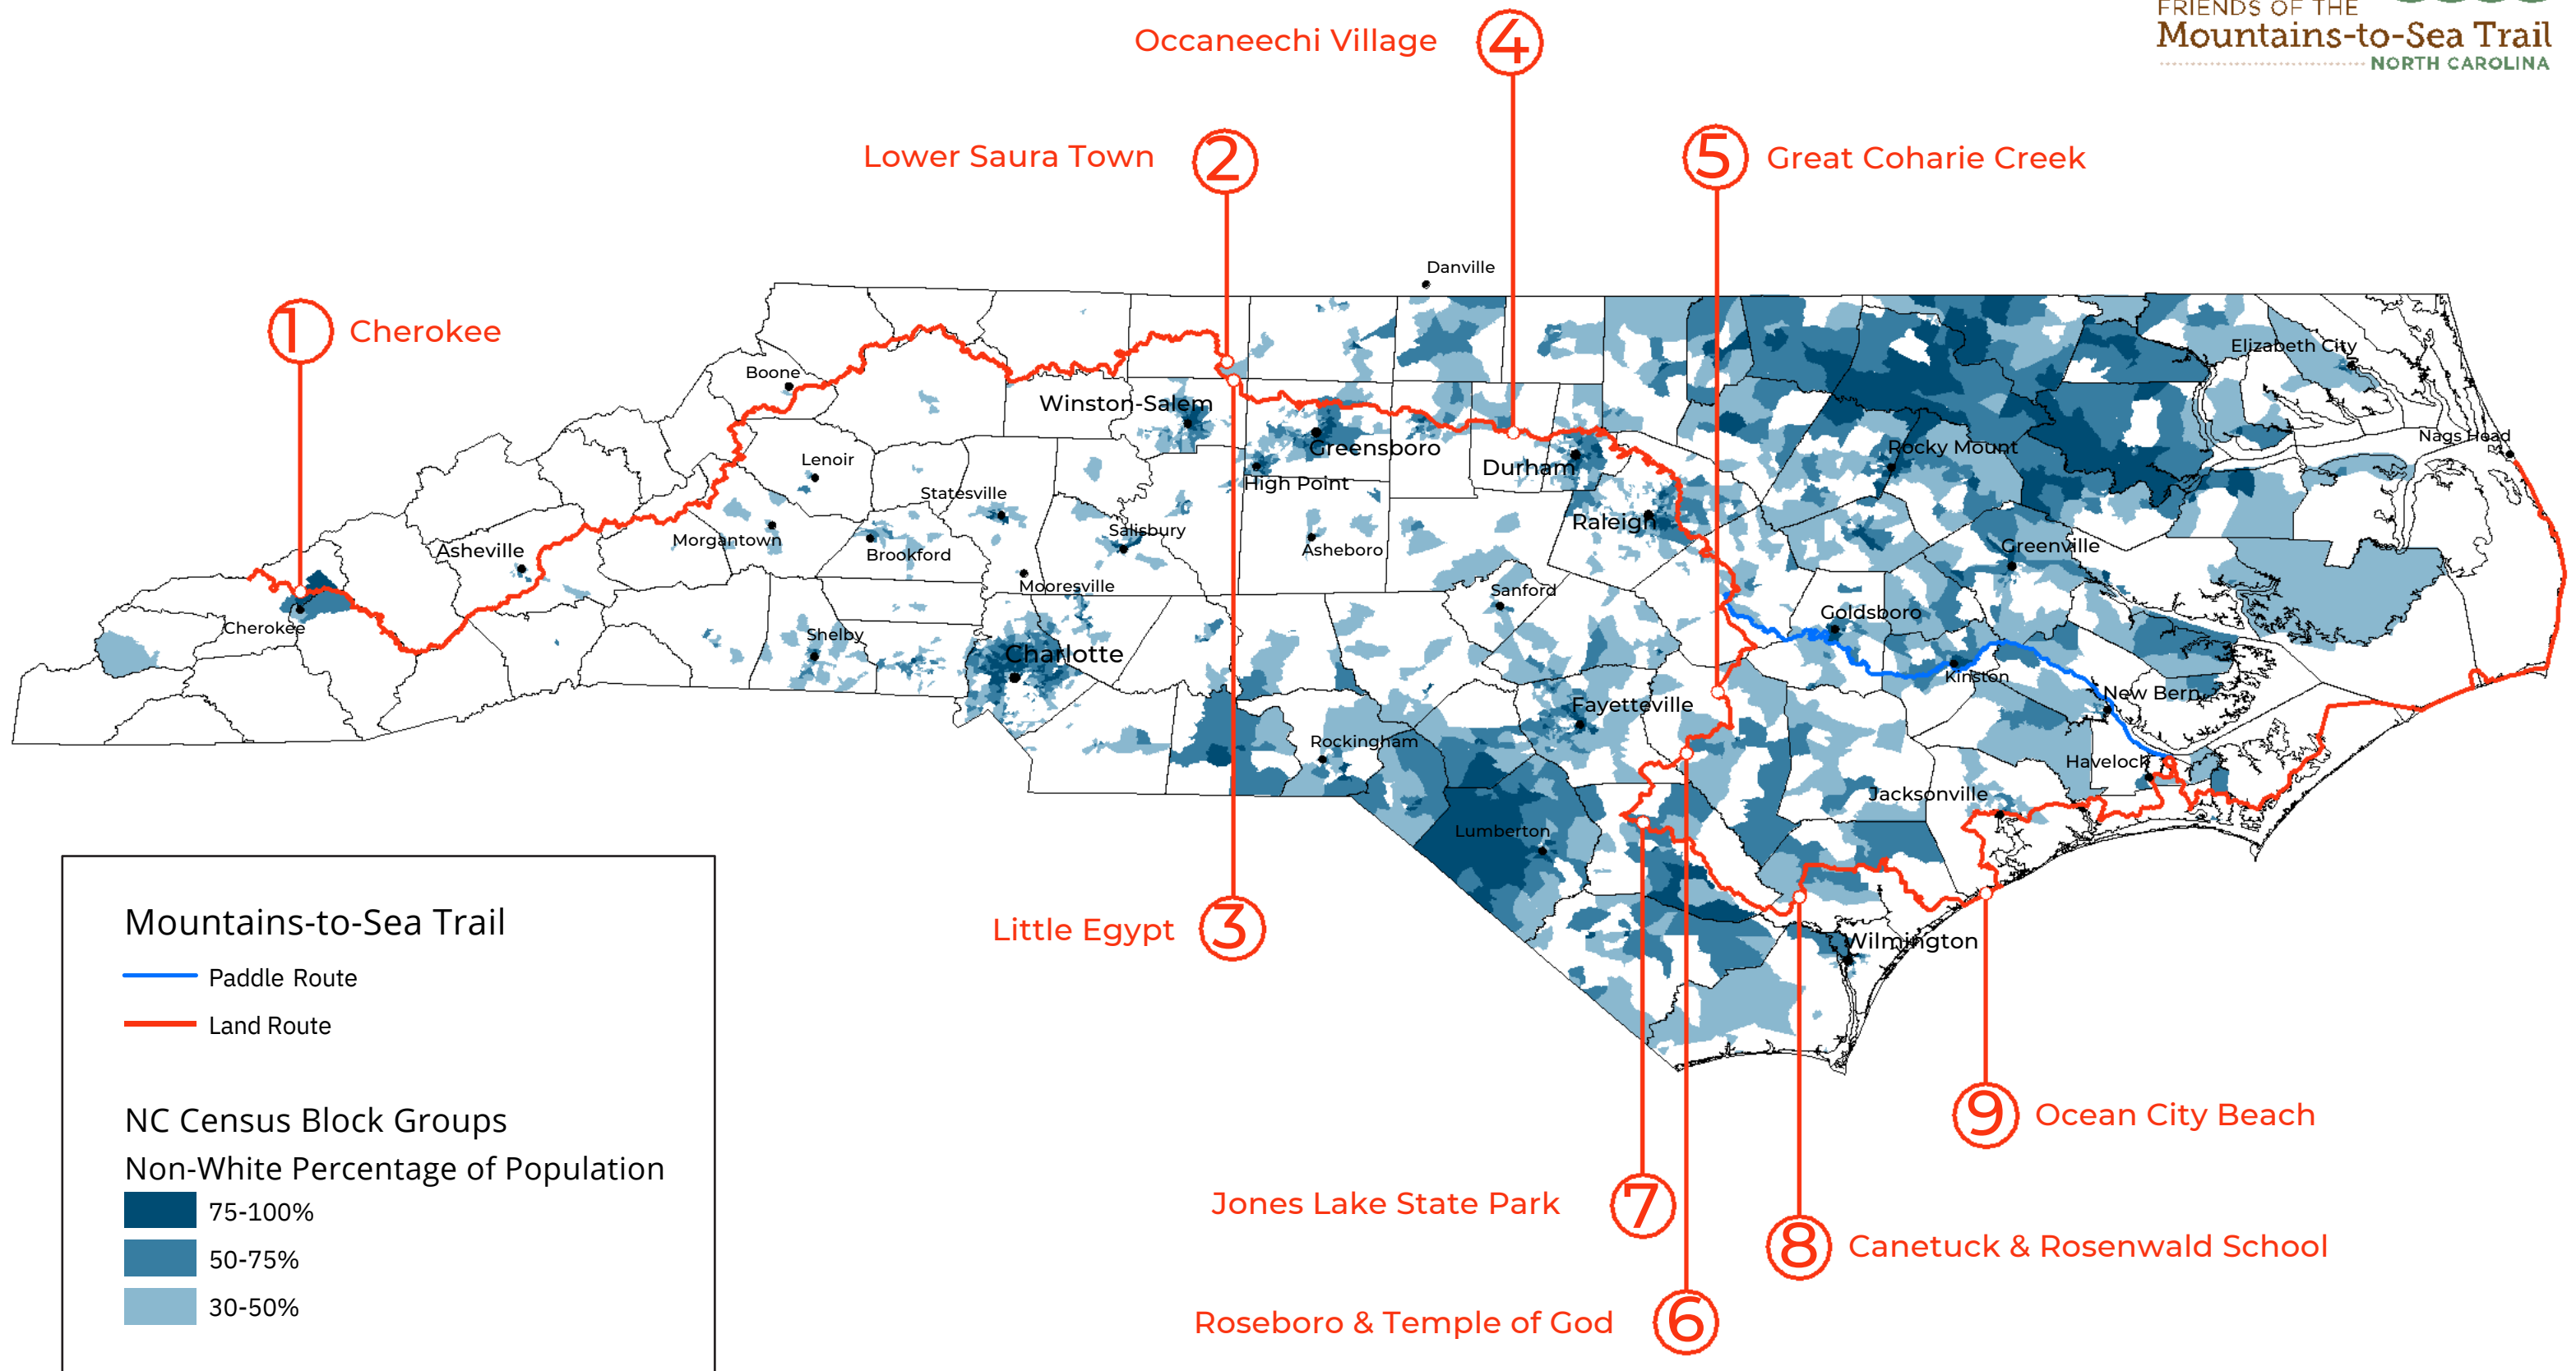 FRIENDS OF THE
Mountains-to-Sea Trail
NORTH CAROLINA
Occaneechi Village
4
Lower Saura Town
2
5
Great Coharie Creek
1
Cherokee
Danville
Boone
Winston-Salem
Greensboro
Durham
High Point
Elizabeth City
Nags Head
Rocky Mount
Lenoir
Statesville
Salisbury
Raleigh
Asheville
Morgantown
Brookford
Asheboro
Greenville
Mooresville
Sanford
Cherokee
Shelby
Charlotte
Goldsboro
Kinston
New Bern
Fayetteville
Rockingham
Havelock
Jacksonville
Lumberton
Wilmington
Little Egypt
3
Mountains-to-Sea Trail
Paddle Route
Land Route
NC Census Block Groups
Non-White Percentage of Population
75-100%
50-75%
30-50%
9
Ocean City Beach
Jones Lake State Park
7
8
Canetuck & Rosenwald School
Roseboro & Temple of God
6